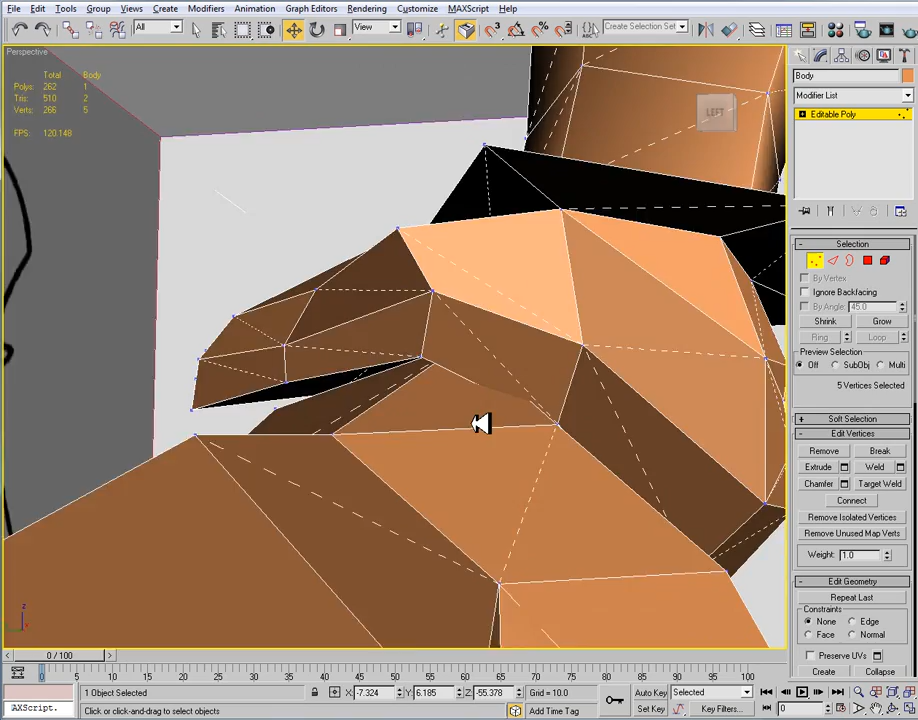 File Edit Tools Group Views Create Modifiers Animation Graph Editors Rendering Customize MAXScript Help
All View 3 Create Selection Set
Perspective
Total Body
Polys: 262 1
Tris: 510 2
Verts: 266 5
FPS: 120.148
LEFT
Body
Modifier List
Editable Poly
- Selection
By Vertex
Ignore Backfacing
By Angle: 45.0
Shrink Grow
Ring Loop
Preview Selection
Off SubObj Multi
5 Vertices Selected
+ Soft Selection
- Edit Vertices
Remove Break
Extrude Weld
Chamfer Target Weld
Connect
Remove Isolated Vertices
Remove Unused Map Verts
Weight: 1.0
- Edit Geometry
Repeat Last
Constraints
None Edge
Face Normal
Preserve UVs
Create Collapse
z
0 / 100
0 5 10 15 20 25 30 35 40 45 50 55 60 65 70 75 80 85 90 95 100
1 Object Selected X: -7.324 Y: 6.185 Z: -55.378 Grid = 10.0 Auto Key Selected
AXScript. Click or click-and-drag to select objects Add Time Tag Set Key Key Filters... 0